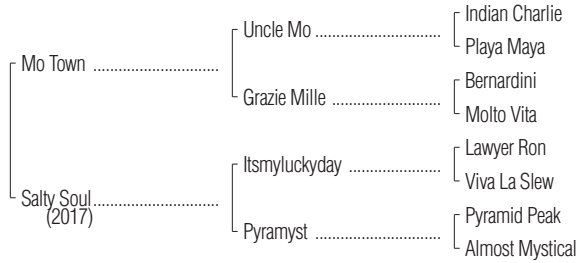 Indian Charlie
Uncle Mo ................................
Playa Maya
Mo Town ................................
Bernardini
Grazie Mille ............................
Molto Vita
Lawyer Ron
Itsmyluckyday .......................
Viva La Slew
Salty Soul................................
(2017)
Pyramid Peak
Pyramyst ................................
Almost Mystical